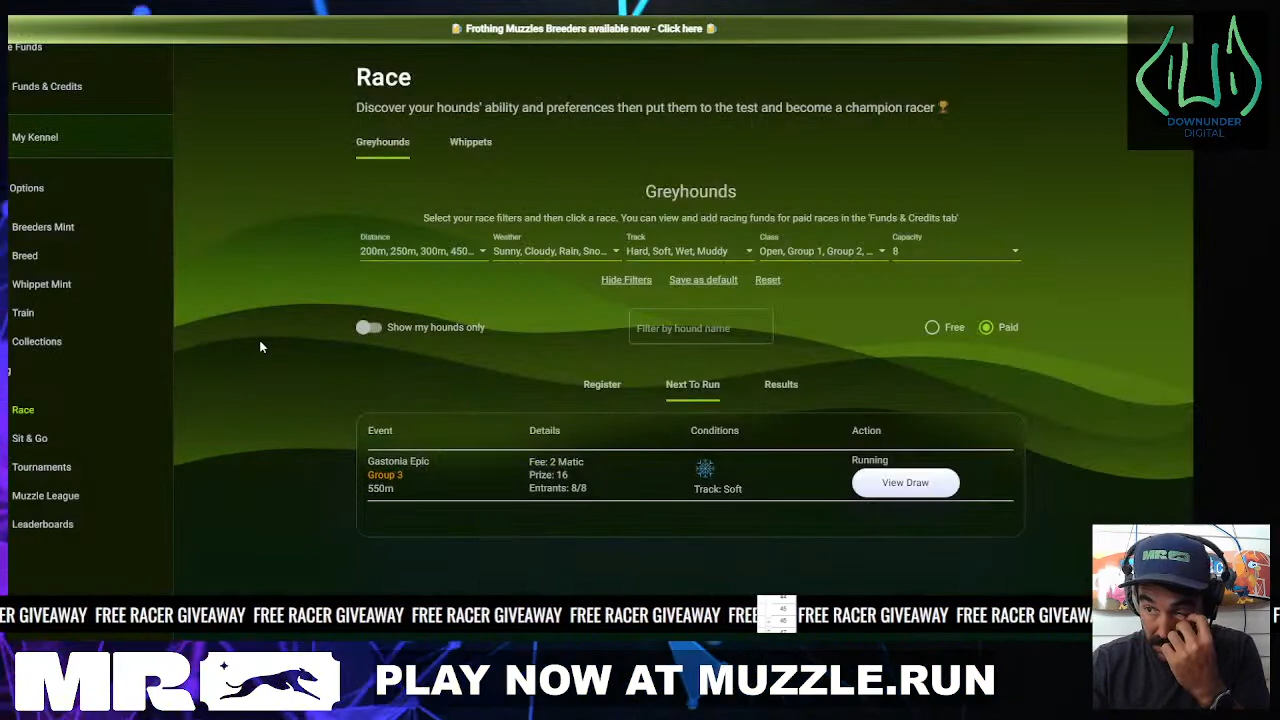 🍺 Frothing Muzzles Breeders available now - Click here 🍺
e Funds
Funds & Credits
My Kennel
Options
Breeders Mint
Breed
Whippet Mint
Train
Collections
g
Race
Sit & Go
Tournaments
Muzzle League
Leaderboards
Race
Discover your hounds' ability and preferences then put them to the test and become a champion racer 🏆
Greyhounds Whippets
Greyhounds
Select your race filters and then click a race. You can view and add racing funds for paid races in the 'Funds & Credits tab'
Distance Weather Track Class Capacity
200m, 250m, 300m, 450... Sunny, Cloudy, Rain, Sno... Hard, Soft, Wet, Muddy Open, Group 1, Group 2, ... 8
Hide Filters Save as default Reset
Show my hounds only Filter by hound name Free Paid
Register Next To Run Results
Event Details Conditions Action
Gastonia Epic Fee: 2 Matic Running
Group 3 Prize: 16 View Draw
550m Entrants: 8/8 Track: Soft
DOWNUNDER
DIGITAL
MR
ER GIVEAWAY FREE RACER GIVEAWAY FREE RACER GIVEAWAY FREE RACER GIVEAWAY FREE RACER GIVEAWAY FREE FREE RACER GIVEAWAY FREE RACER GIVEAWA F
MR PLAY NOW AT MUZZLE.RUN